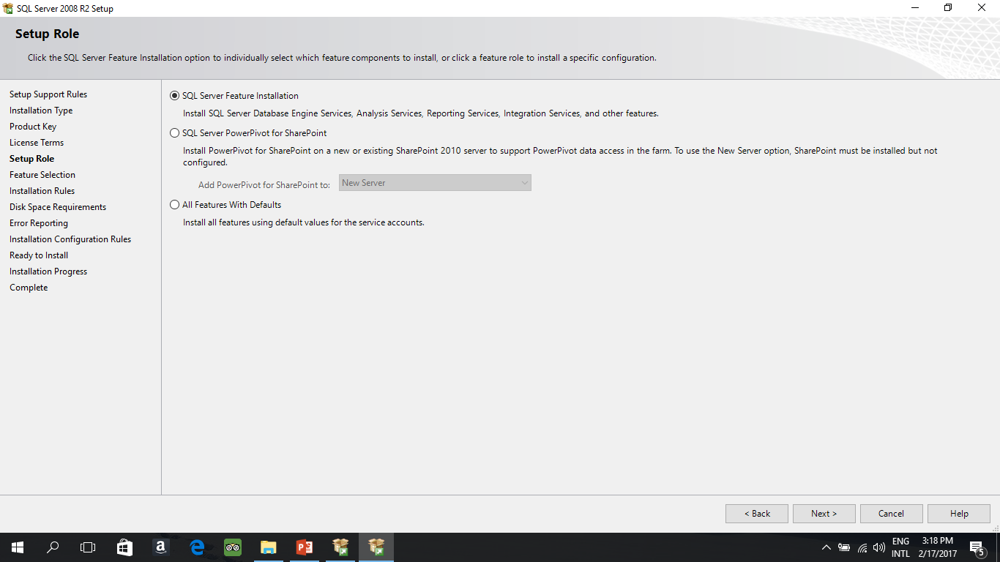 SQL Server 2008 R2 Setup
Setup Role
Click the SQL Server Feature Installation option to individually select which feature components to install, or click a feature role to install a specific configuration.
Setup Support Rules
Installation Type
Product Key
License Terms
Setup Role
Feature Selection
Installation Rules
Disk Space Requirements
Error Reporting
Installation Configuration Rules
Ready to Install
Installation Progress
Complete
SQL Server Feature Installation
Install SQL Server Database Engine Services, Analysis Services, Reporting Services, Integration Services, and other features.
SQL Server PowerPivot for SharePoint
Install PowerPivot for SharePoint on a new or existing SharePoint 2010 server to support PowerPivot data access in the farm. To use the New Server option, SharePoint must be installed but not
configured.
Add PowerPivot for SharePoint to: New Server
All Features With Defaults
Install all features using default values for the service accounts.
< Back Next > Cancel Help
ENG 3:18 PM
INTL 2/17/2017 5